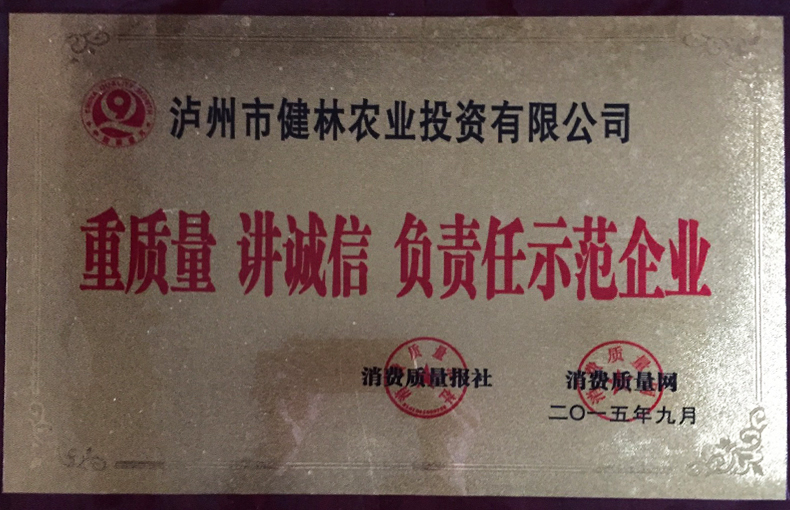 泸州市健林农业投资有限公司
重质量 讲诚信 负责任示范企业
消费质量报社 消费质量网
二〇一五年九月